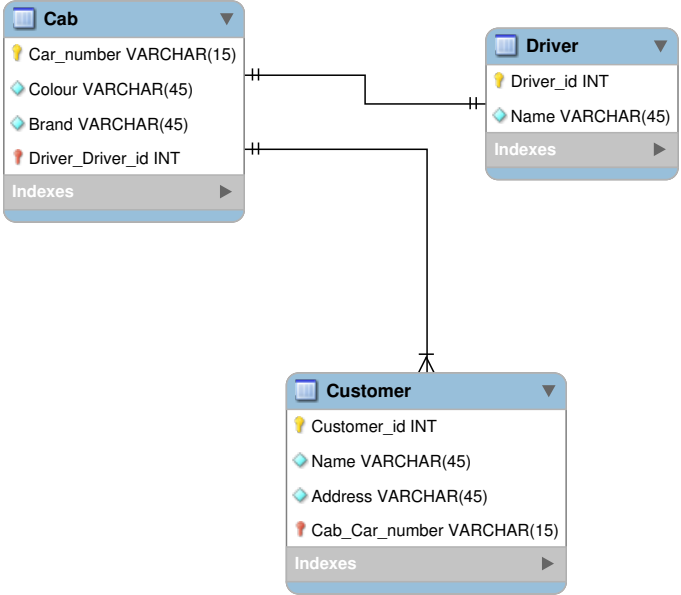 Cab
Car_number VARCHAR(15)
Colour VARCHAR(45)
Brand VARCHAR(45)
Driver_Driver_id INT
Indexes
Driver
Driver_id INT
Name VARCHAR(45)
Indexes
Customer
Customer_id INT
Name VARCHAR(45)
Address VARCHAR(45)
Cab_Car_number VARCHAR(15)
Indexes